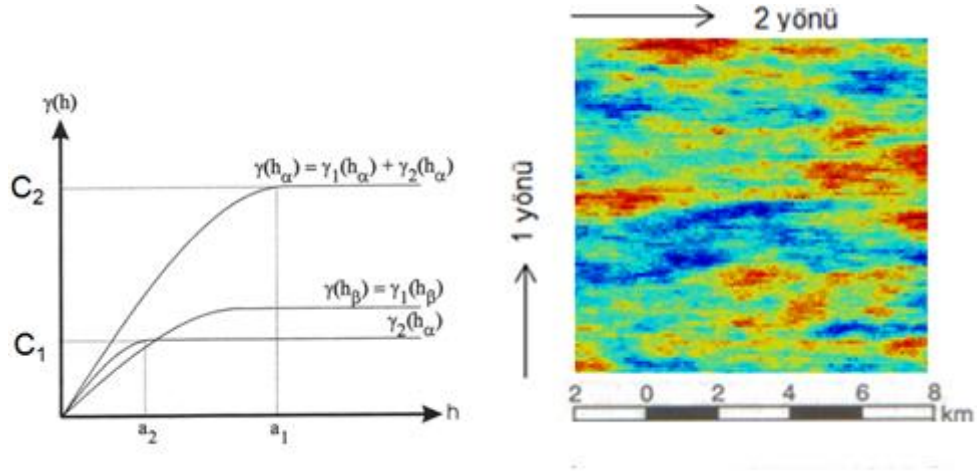 γ(h)
C₂
γ(hα) = γ₁(hα) + γ₂(hα)
γ(hβ) = γ₁(hβ)
γ₂(hα)
C₁
h
a₂
a₁
2 yönü
1 yönü
2 0 2 4 6 8
km